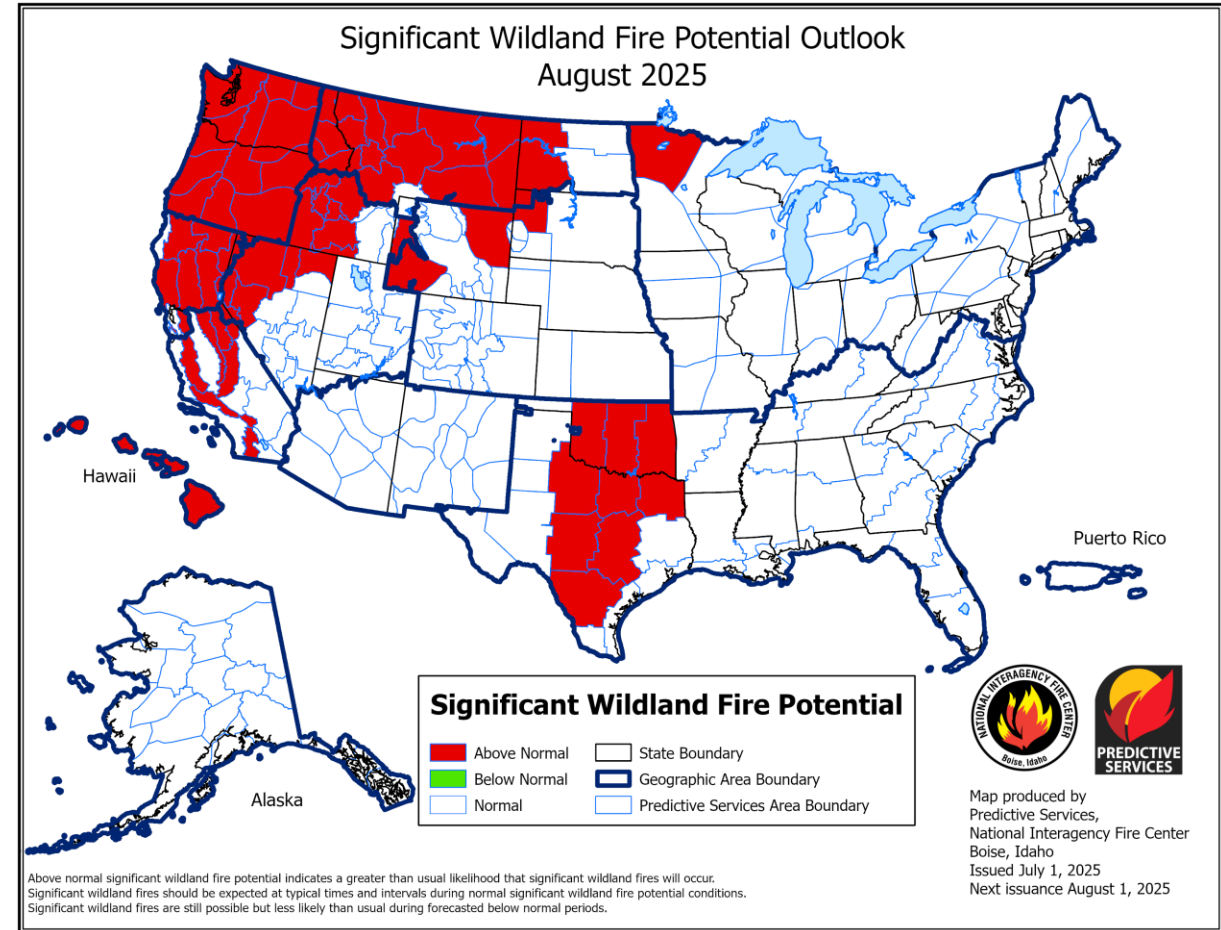 Significant Wildland Fire Potential Outlook
August 2025
Hawaii
Puerto Rico
Alaska
Significant Wildland Fire Potential
Above Normal
State Boundary
Below Normal
Geographic Area Boundary
Normal
Predictive Services Area Boundary
NATIONAL INTERAGENCY FIRE CENTER
Boise, Idaho
PREDICTIVE
SERVICES
Map produced by
Predictive Services,
National Interagency Fire Center
Boise, Idaho
Issued July 1, 2025
Next issuance August 1, 2025
Above normal significant wildland fire potential indicates a greater than usual likelihood that significant wildland fires will occur.
Significant wildland fires should be expected at typical times and intervals during normal significant wildland fire potential conditions.
Significant wildland fires are still possible but less likely than usual during forecasted below normal periods.